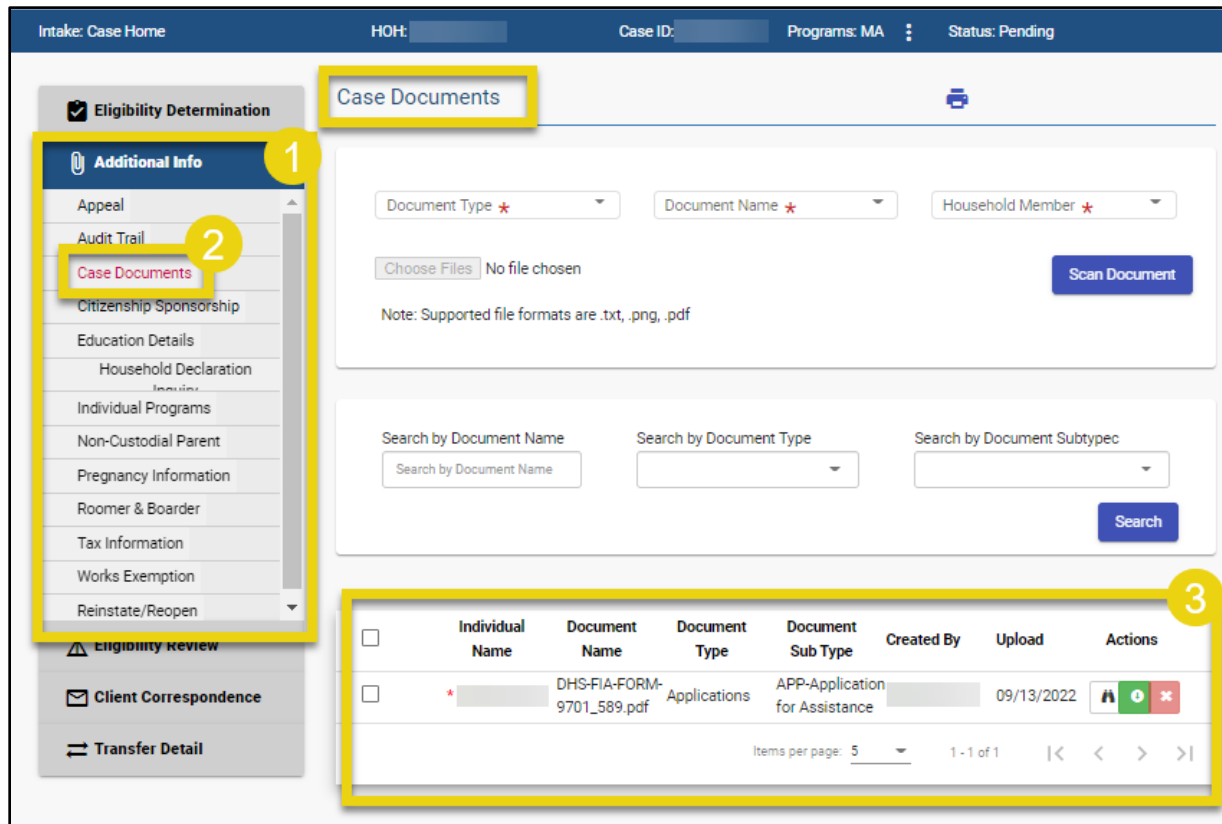 Intake: Case Home HOH: Case ID: Programs: MA Status: Pending
Eligibility Determination
Additional Info
1
Appeal
Audit Trail
2
Case Documents
Citizenship Sponsorship
Education Details
Household Declaration
Inquiry
Individual Programs
Non-Custodial Parent
Pregnancy Information
Roomer & Boarder
Tax Information
Works Exemption
Reinstate/Reopen
Eligibility Review
Client Correspondence
Transfer Detail
Case Documents
Document Type * Document Name * Household Member *
Choose Files No file chosen
Scan Document
Note: Supported file formats are .txt, .png, .pdf
Search by Document Name Search by Document Type Search by Document Subtypec
Search by Document Name
Search
3
Individual Document Document Document
Name Name Type Sub Type Created By Upload Actions
* DHS-FIA-FORM- Applications APP-Application 09/13/2022
9701_589.pdf for Assistance
Items per page: 5 1 - 1 of 1